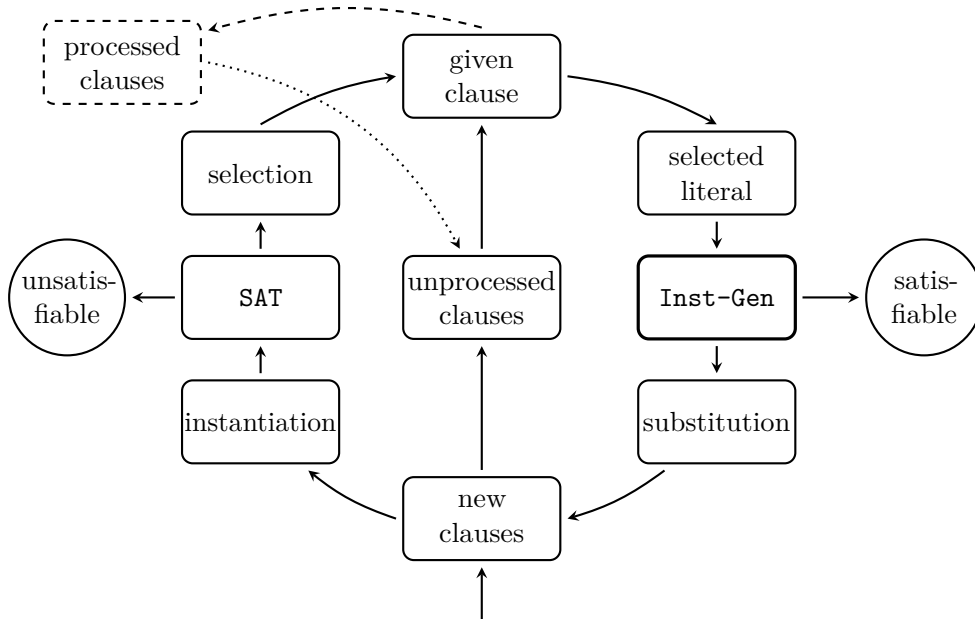 processed
clauses
given
clause
selection
selected
literal
unsatis-
fiable
SAT
unprocessed
clauses
Inst-Gen
satis-
fiable
instantiation
substitution
new
clauses